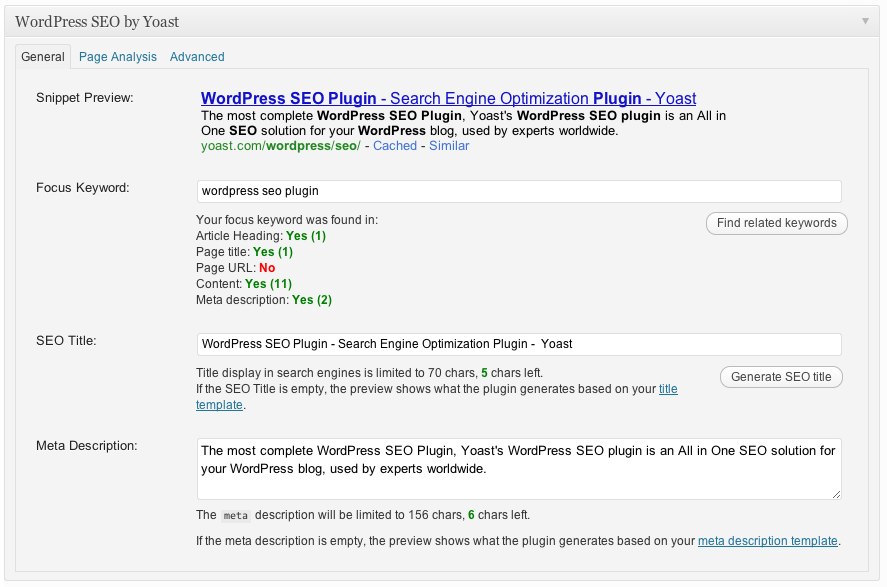 WordPress SEO by Yoast
General Page Analysis Advanced
Snippet Preview:
WordPress SEO Plugin - Search Engine Optimization Plugin - Yoast
The most complete WordPress SEO Plugin, Yoast's WordPress SEO plugin is an All in
One SEO solution for your WordPress blog, used by experts worldwide.
yoast.com/wordpress/seo/ - Cached - Similar
Focus Keyword:
wordpress seo plugin
Your focus keyword was found in:
Find related keywords
Article Heading: Yes (1)
Page title: Yes (1)
Page URL: No
Content: Yes (11)
Meta description: Yes (2)
SEO Title:
WordPress SEO Plugin - Search Engine Optimization Plugin -  Yoast
Title display in search engines is limited to 70 chars, 5 chars left.
Generate SEO title
If the SEO Title is empty, the preview shows what the plugin generates based on your title
template.
Meta Description:
The most complete WordPress SEO Plugin, Yoast's WordPress SEO plugin is an All in One SEO solution for
your WordPress blog, used by experts worldwide.
The meta description will be limited to 156 chars, 6 chars left.
If the meta description is empty, the preview shows what the plugin generates based on your meta description template.